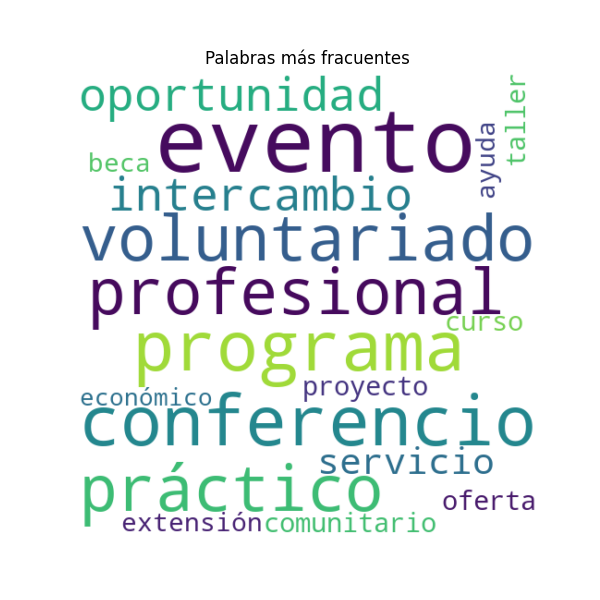 Palabras más fracuentes
oportunidad
taller
evento
ayuda
beca
intercambio
voluntariado
profesional
curso
programa
proyecto
económico
conferencio
servicio
práctico
oferta
extensión
comunitario